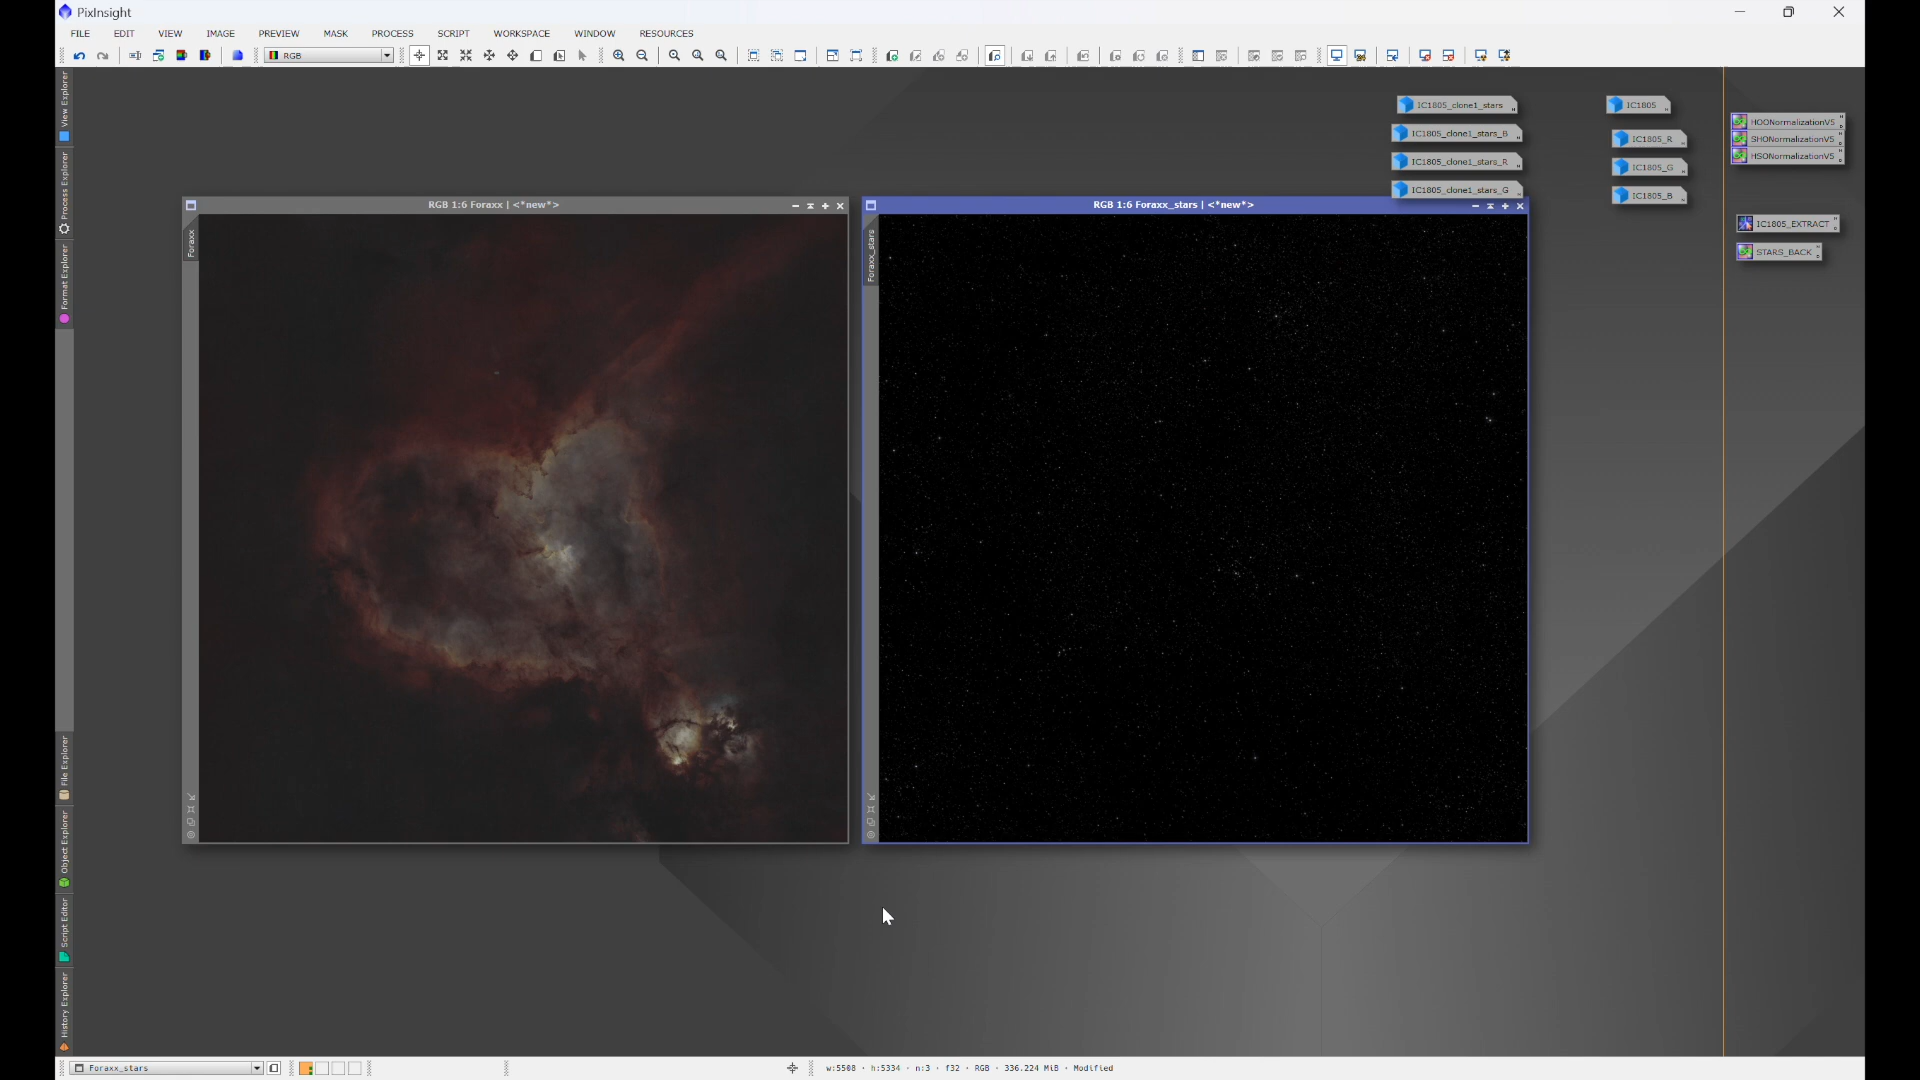 PixInsight
FILE EDIT VIEW IMAGE PREVIEW MASK PROCESS SCRIPT WORKSPACE WINDOW RESOURCES
RGB
View Explorer
Process Explorer
Format Explorer
File Explorer
Object Explorer
Script Editor
History Explorer
IC1805_clone1_stars
IC1805_clone1_stars_B
IC1805_clone1_stars_R
IC1805_clone1_stars_G
IC1805
IC1805_R
IC1805_G
IC1805_B
HOONormalizationV5
SHONormalizationV5
HSONormalizationV5
IC1805_EXTRACT
STARS_BACK
RGB 1:6 Foraxx | <*new*>
Foraxx
RGB 1:6 Foraxx_stars | <*new*>
Foraxx_stars
Foraxx_stars
w:5508 · h:5334 · n:3 · f32 · RGB · 336.224 MiB · Modified